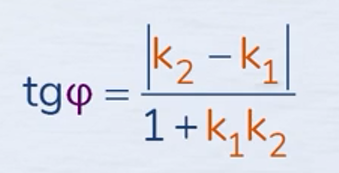 tgφ = |k₂ − k₁| / 1 + k₁k₂